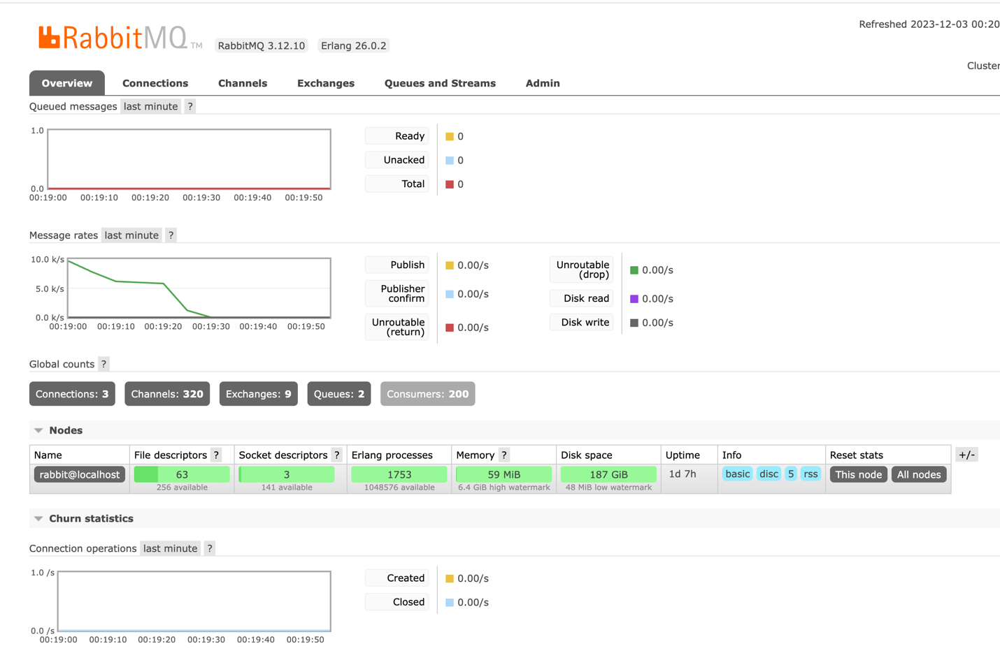 Refreshed 2023-12-03 00:20
RabbitMQ TM RabbitMQ 3.12.10 Erlang 26.0.2
Cluster
Overview Connections Channels Exchanges Queues and Streams Admin
Queued messages last minute ?
1.0
0.0
00:19:00 00:19:10 00:19:20 00:19:30 00:19:40 00:19:50
Ready 0
Unacked 0
Total 0
Message rates last minute ?
10.0 k/s
5.0 k/s
0.0 k/s
00:19:00 00:19:10 00:19:20 00:19:30 00:19:40 00:19:50
Publish 0.00/s
Publisher
confirm 0.00/s
Unroutable
(return) 0.00/s
Unroutable
(drop) 0.00/s
Disk read 0.00/s
Disk write 0.00/s
Global counts ?
Connections: 3 Channels: 320 Exchanges: 9 Queues: 2 Consumers: 200
Nodes
Name File descriptors ? Socket descriptors ? Erlang processes Memory ? Disk space Uptime Info Reset stats +/-
rabbit@localhost 63 3 1753 59 MiB 187 GiB 1d 7h basic disc 5 rss This node All nodes
256 available 141 available 1048576 available 6.4 GiB high watermark 48 MiB low watermark
Churn statistics
Connection operations last minute ?
1.0 /s
0.0 /s
00:19:00 00:19:10 00:19:20 00:19:30 00:19:40 00:19:50
Created 0.00/s
Closed 0.00/s